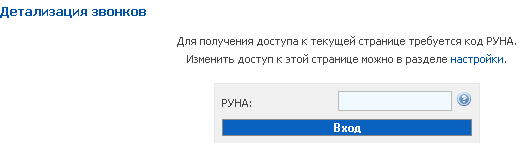 Детализация звонков
Для получения доступа к текущей странице требуется код РУНА.
Изменить доступ к этой странице можно в разделе настройки.
РУНА:
?
Вход